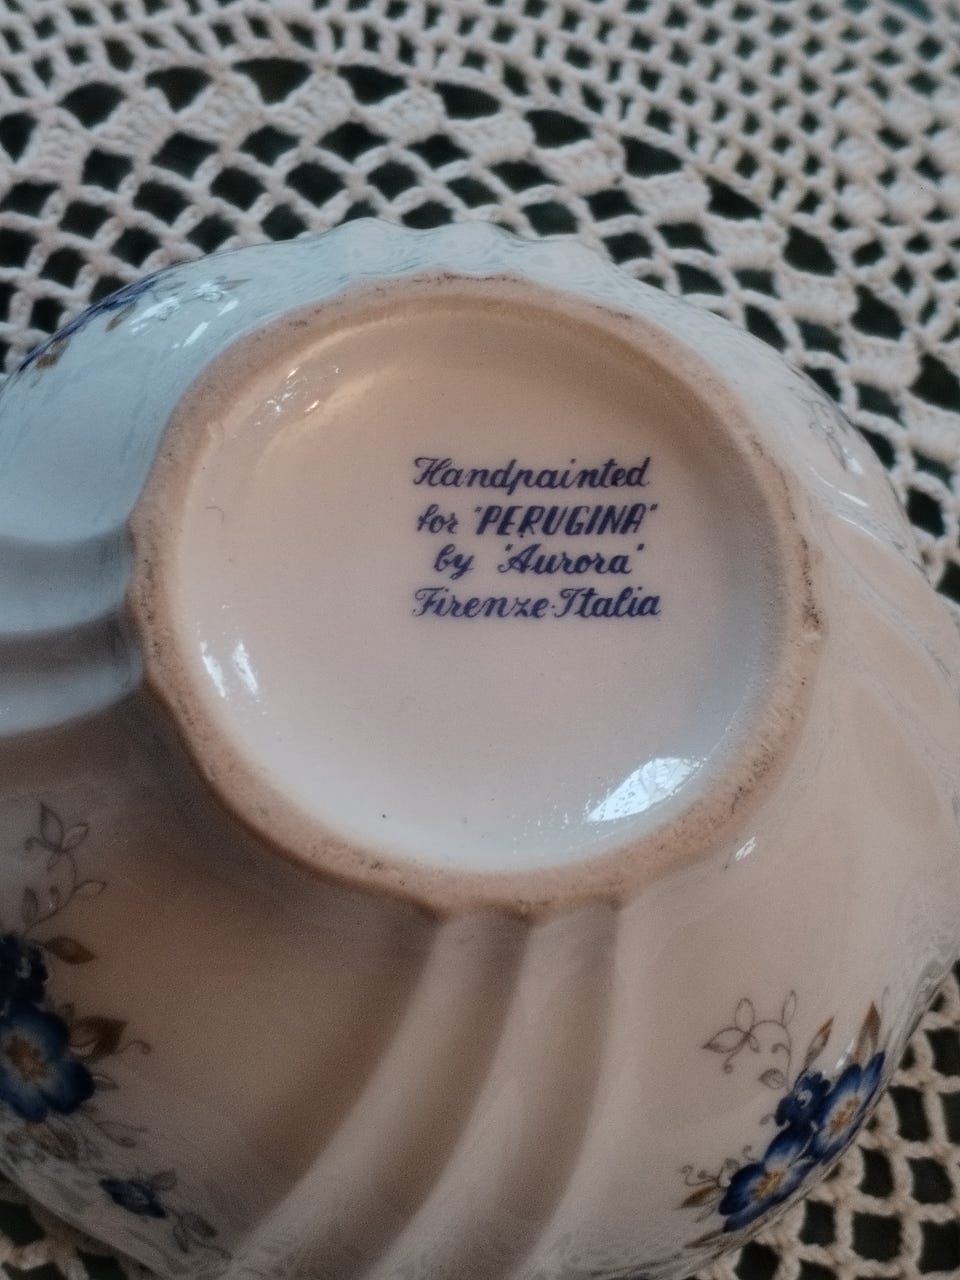 Handpainted
for "PERUGINA"
by "Aurora"
Firenze-Italia